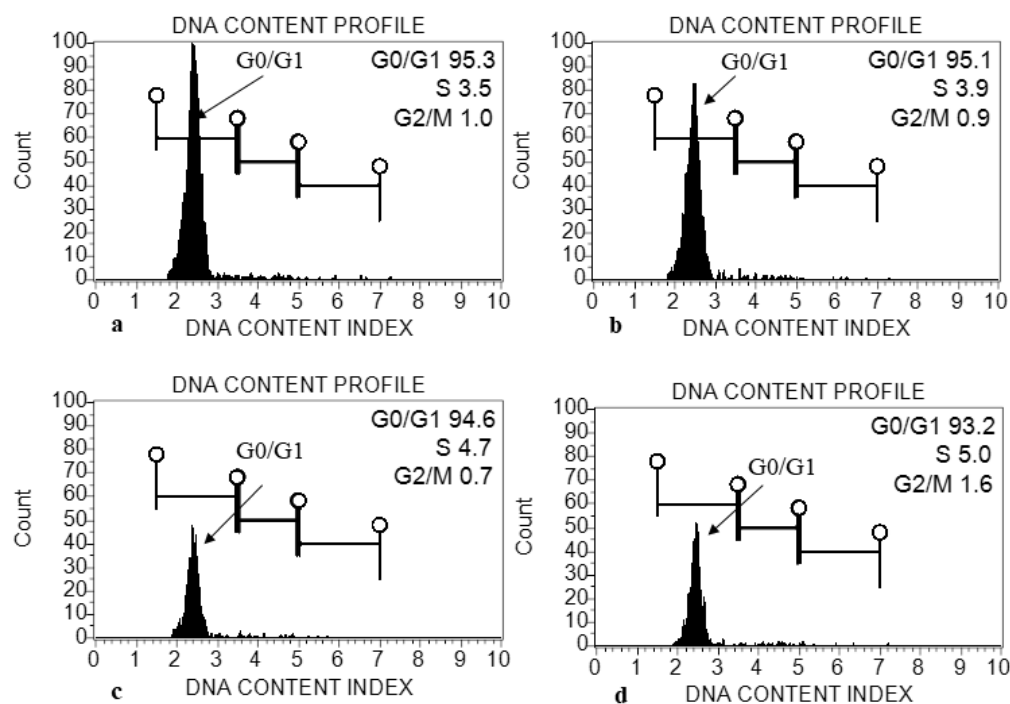 DNA CONTENT PROFILE
100
90
80
70
60
50
40
30
20
10
0
Count
G0/G1
G0/G1 95.3
S 3.5
G2/M 1.0
0 1 2 3 4 5 6 7 8 9 10
a
DNA CONTENT INDEX
DNA CONTENT PROFILE
100
90
80
70
60
50
40
30
20
10
0
Count
G0/G1
G0/G1 95.1
S 3.9
G2/M 0.9
0 1 2 3 4 5 6 7 8 9 10
b
DNA CONTENT INDEX
DNA CONTENT PROFILE
100
90
80
70
60
50
40
30
20
10
0
Count
G0/G1
G0/G1 94.6
S 4.7
G2/M 0.7
0 1 2 3 4 5 6 7 8 9 10
c
DNA CONTENT INDEX
DNA CONTENT PROFILE
100
90
80
70
60
50
40
30
20
10
0
Count
G0/G1
G0/G1 93.2
S 5.0
G2/M 1.6
0 1 2 3 4 5 6 7 8 9 10
d
DNA CONTENT INDEX